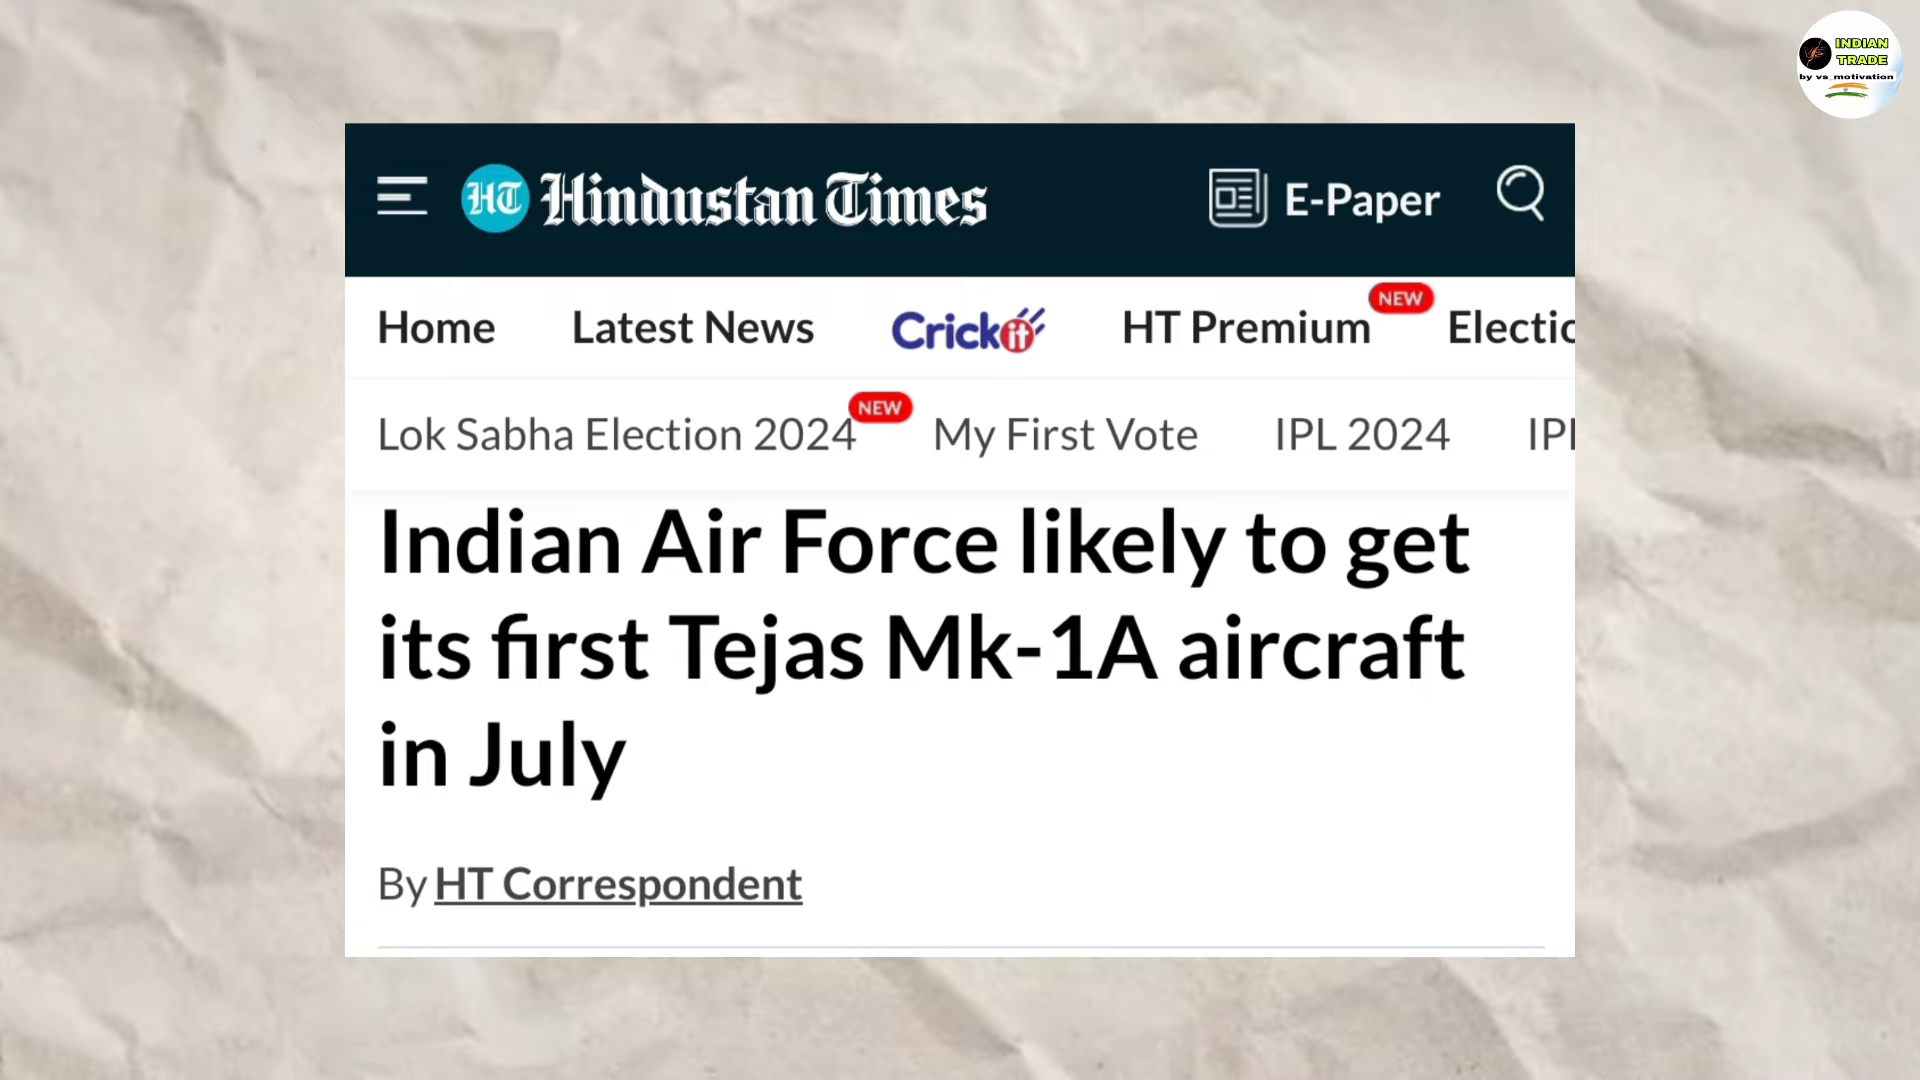 INDIAN
TRADE
by vs_motivation
HT Hindustan Times E-Paper
Home Latest News Crickit HT Premium NEW Electic
Lok Sabha Election 2024 NEW My First Vote IPL 2024 IPI
Indian Air Force likely to get
its first Tejas Mk-1A aircraft
in July
By HT Correspondent